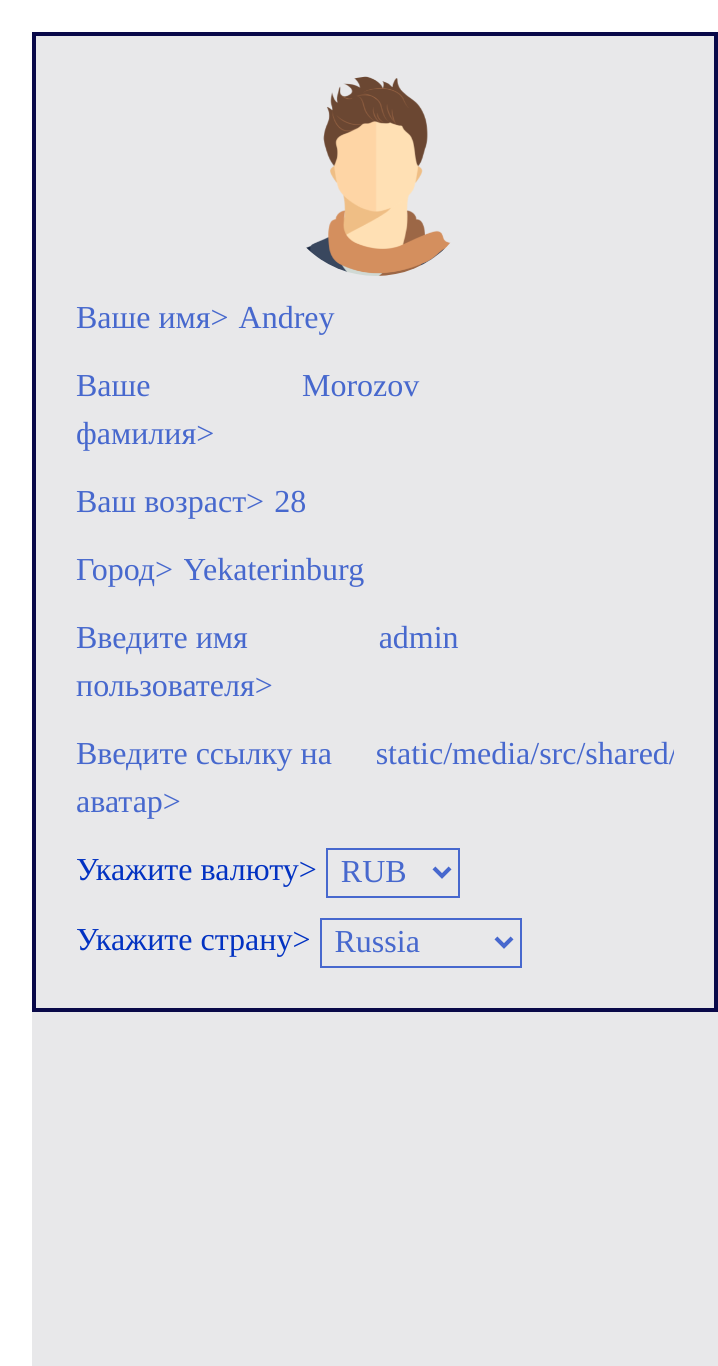 Ваше имя> Andrey
Ваше Morozov
фамилия>
Ваш возраст> 28
Город> Yekaterinburg
Введите имя admin
пользователя>
Введите ссылку на static/media/src/shared/
аватар>
Укажите валюту> RUB
Укажите страну> Russia